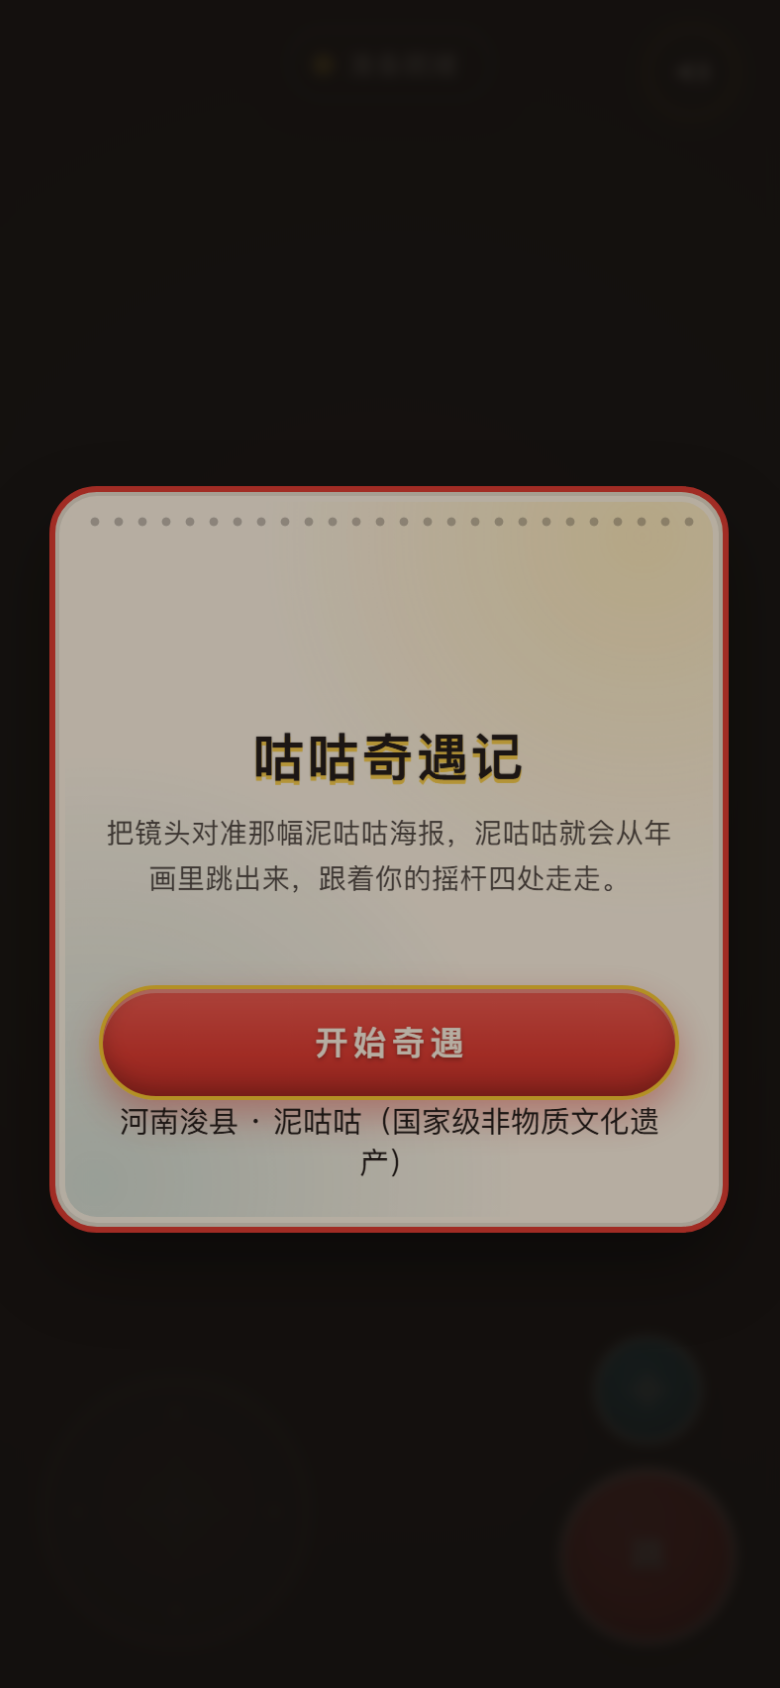 咕咕奇遇记
把镜头对准那幅泥咕咕海报，泥咕咕就会从年
画里跳出来，跟着你的摇杆四处走走。
开始奇遇
河南浚县 · 泥咕咕（国家级非物质文化遗
产）